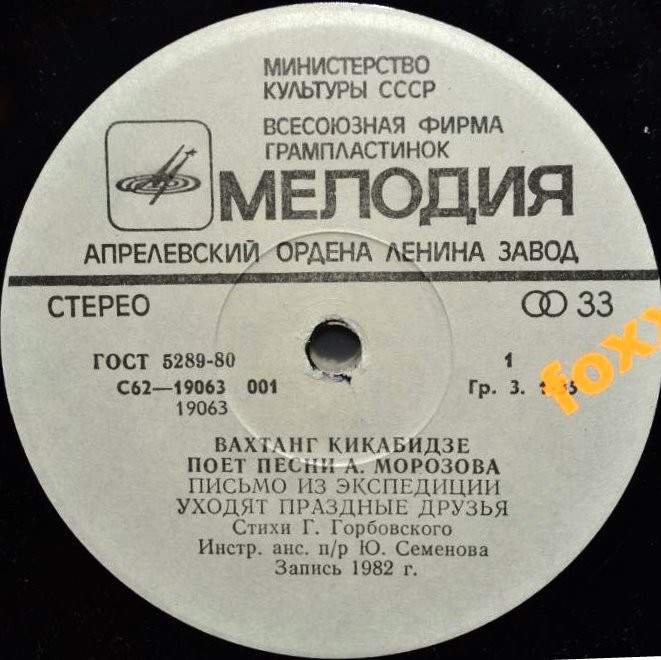 МИНИСТЕРСТВО
КУЛЬТУРЫ СССР
ВСЕСОЮЗНАЯ ФИРМА
ГРАМПЛАСТИНОК
МЕЛОДИЯ
АПРЕЛЕВСКИЙ ОРДЕНА ЛЕНИНА ЗАВОД
СТЕРЕО 33
ГОСТ 5289-80 1
С62—19063 001 Гр. 3.
19063
foxx
ВАХТАНГ КИКАБИДЗЕ
ПОЕТ ПЕСНИ А. МОРОЗОВА
ПИСЬМО ИЗ ЭКСПЕДИЦИИ
УХОДЯТ ПРАЗДНЫЕ ДРУЗЬЯ
Стихи Г. Горбовского
Инстр. анс. п/р Ю. Семенова
Запись 1982 г.